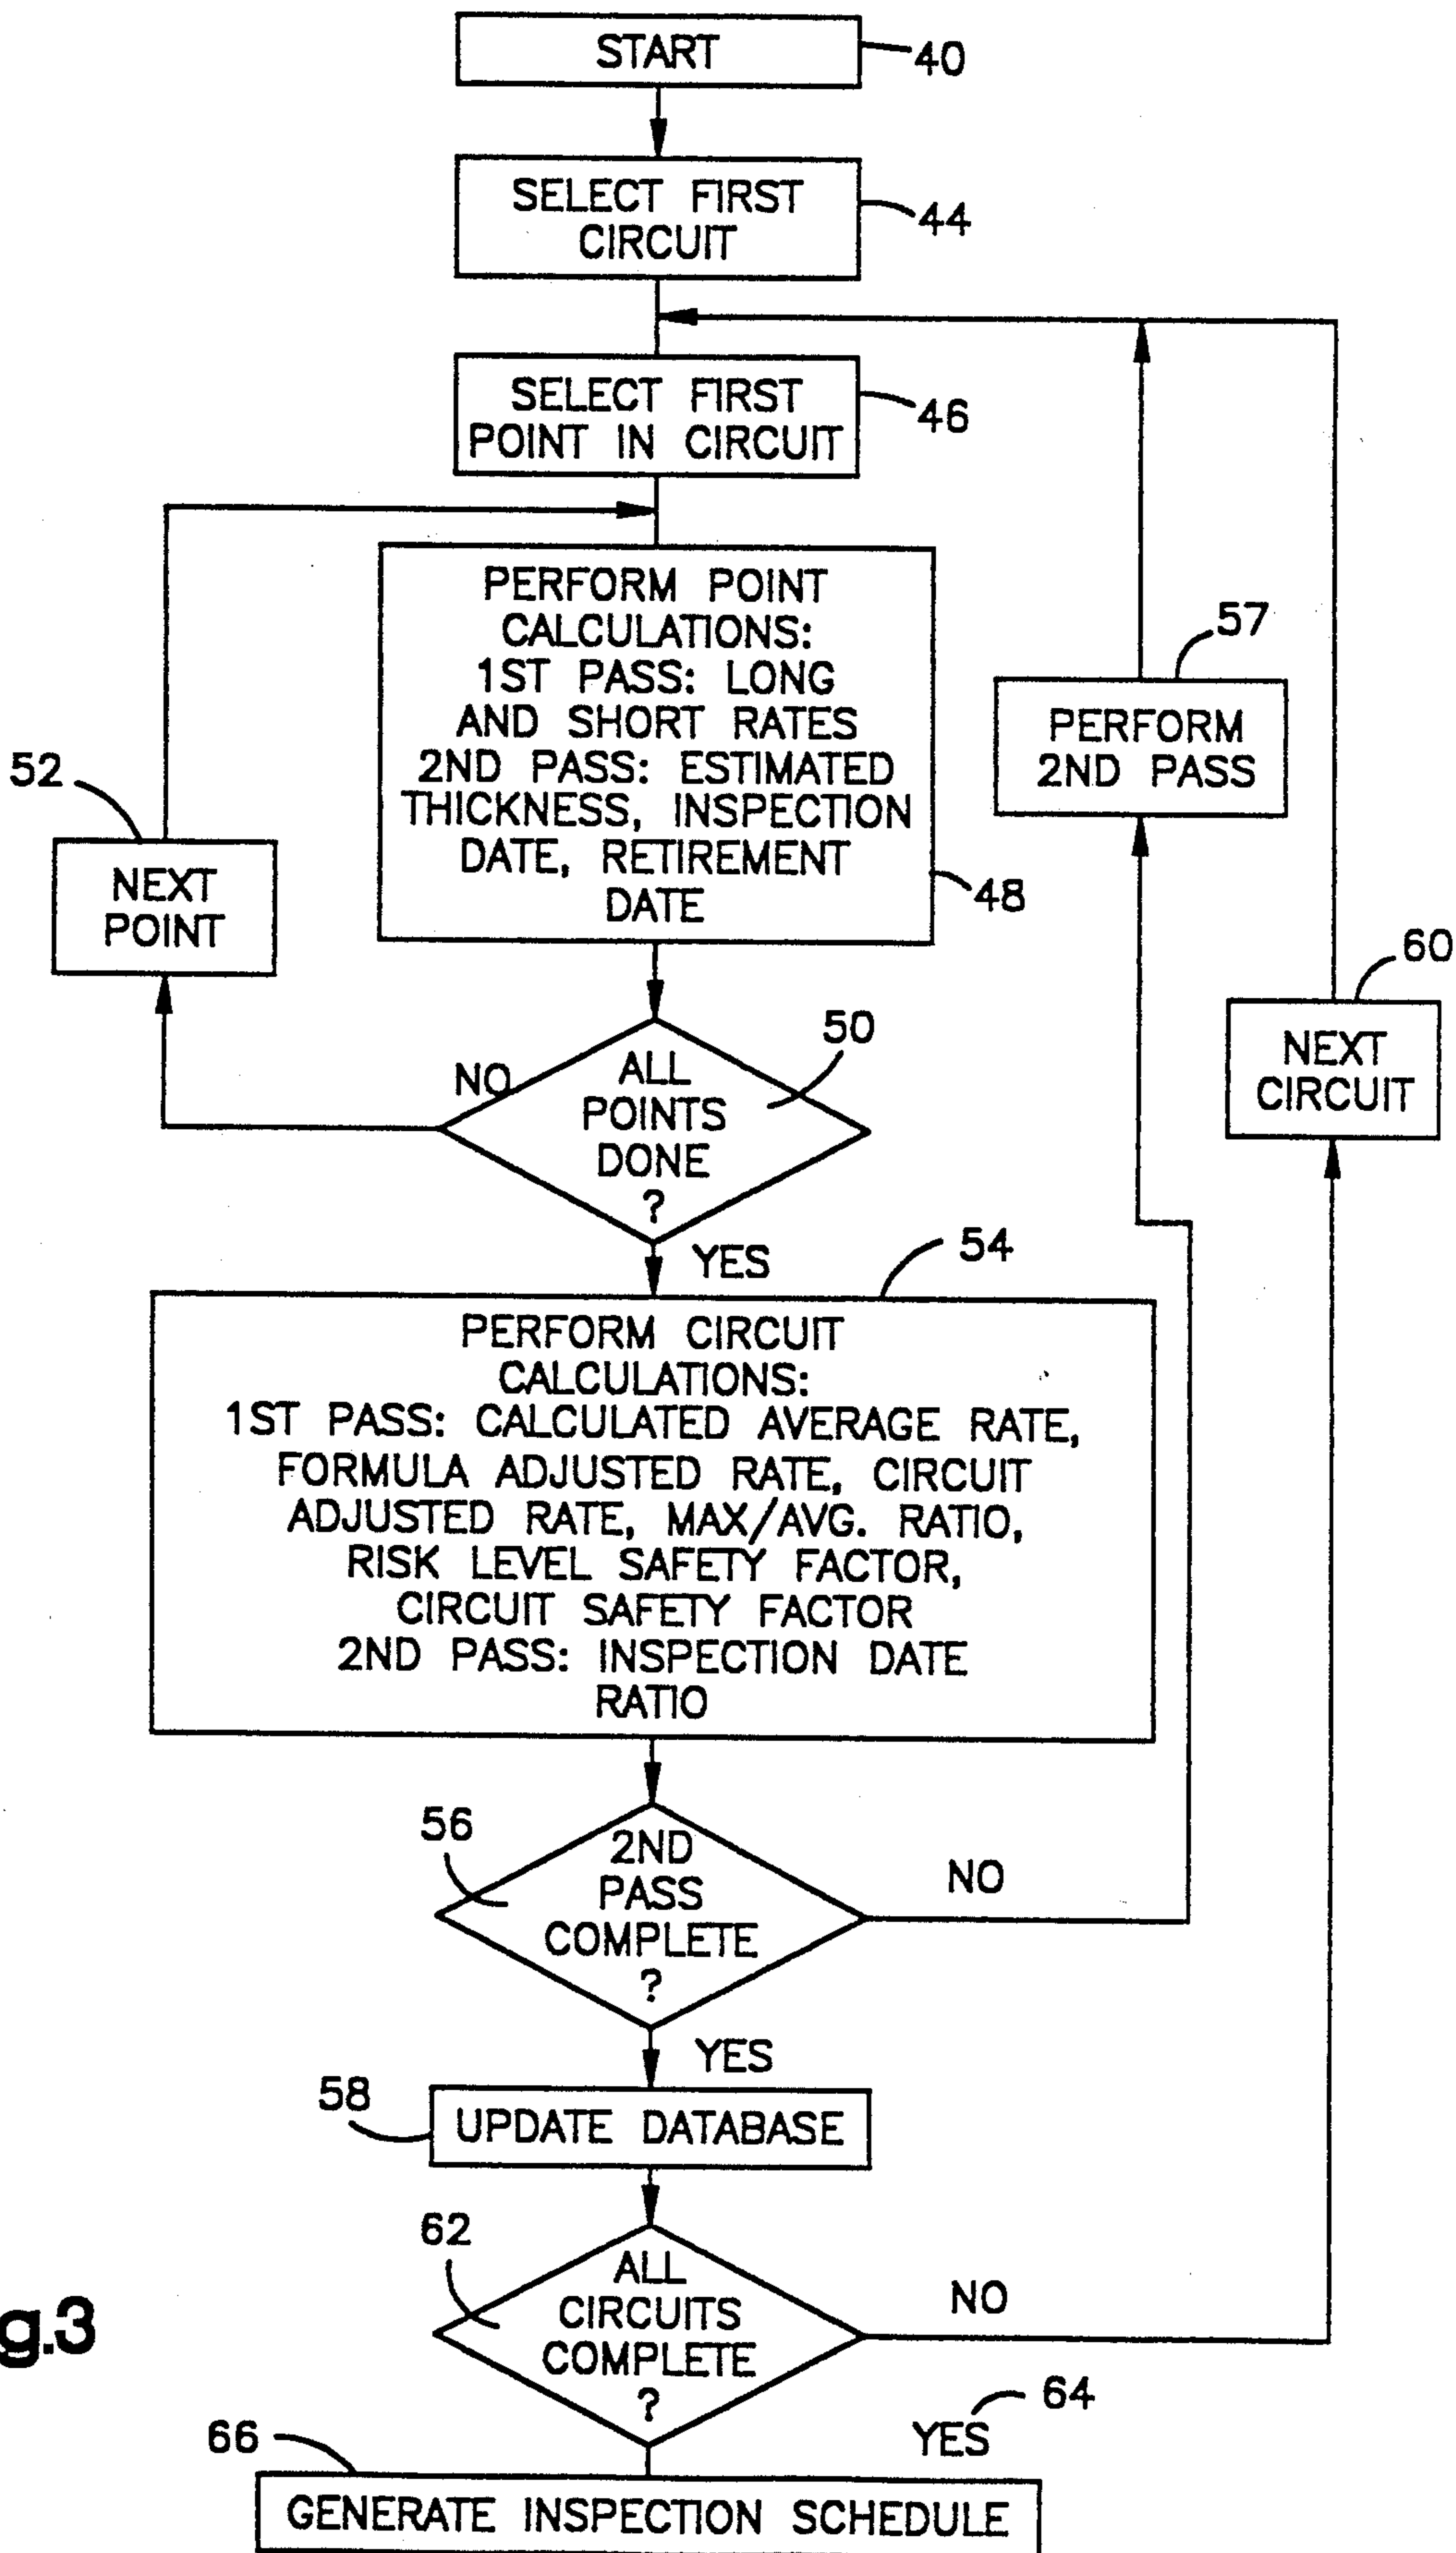 START
40
SELECT FIRST
CIRCUIT
44
SELECT FIRST
POINT IN CIRCUIT
46
PERFORM POINT
CALCULATIONS:
1ST PASS: LONG
AND SHORT RATES
2ND PASS: ESTIMATED
THICKNESS, INSPECTION
DATE, RETIREMENT
DATE
48
57
PERFORM
2ND PASS
52
NEXT
POINT
60
NEXT
CIRCUIT
50
NO
ALL
POINTS
DONE
?
YES
54
PERFORM CIRCUIT
CALCULATIONS:
1ST PASS: CALCULATED AVERAGE RATE,
FORMULA ADJUSTED RATE, CIRCUIT
ADJUSTED RATE, MAX/AVG. RATIO,
RISK LEVEL SAFETY FACTOR,
CIRCUIT SAFETY FACTOR
2ND PASS: INSPECTION DATE
RATIO
56
2ND
PASS
COMPLETE
?
NO
YES
58
UPDATE DATABASE
62
ALL
CIRCUITS
COMPLETE
?
NO
g.3
64
YES
66
GENERATE INSPECTION SCHEDULE